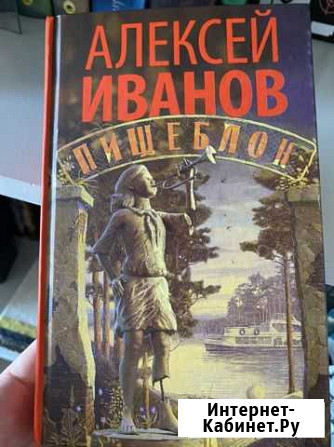 АЛЕКСЕЙ
ИВАНОВ
ПИЩЕБЛОК
Интернет-
Кабинет.Ру